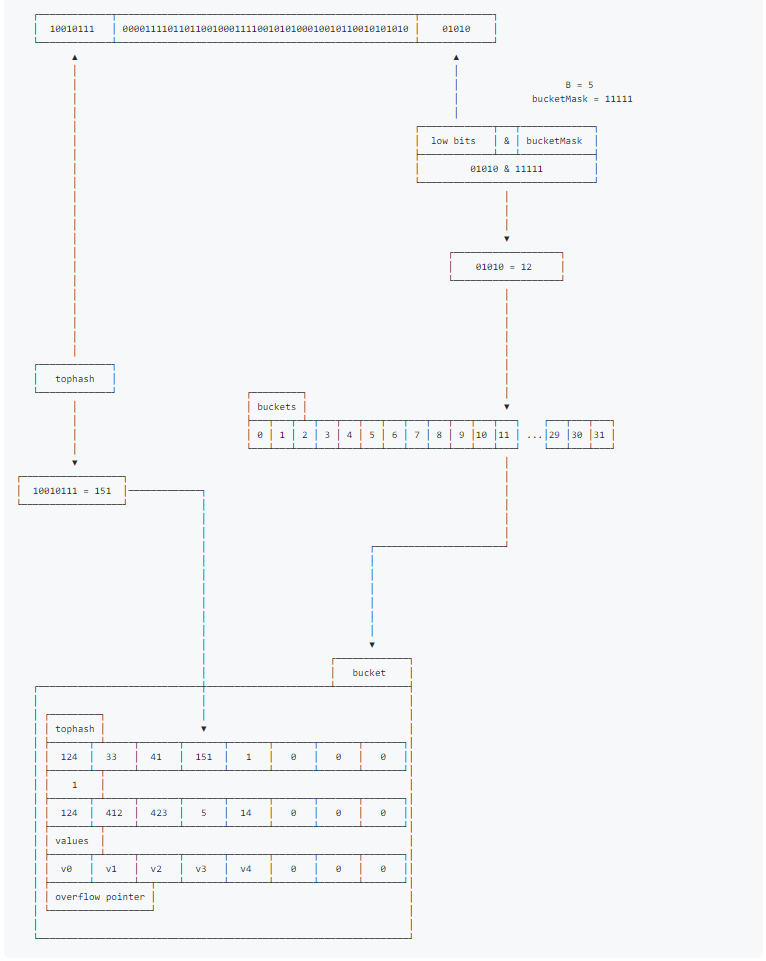 10010111 000011110110110010001111001010100010010110010101010 01010
B = 5
bucketMask = 11111
low bits & bucketMask
01010 & 11111
01010 = 12
tophash
buckets
0 1 2 3 4 5 6 7 8 9 10 11 ... 29 30 31
10010111 = 151
bucket
tophash
124 33 41 151 1 0 0 0
1
124 412 423 5 14 0 0 0
values
v0 v1 v2 v3 v4 0 0 0
overflow pointer